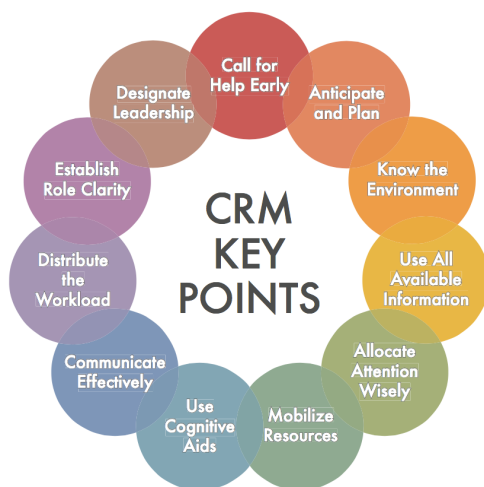 Call for
Help Early
Anticipate
and Plan
Know the
Environment
Use All
Available
Information
Allocate
Attention
Wisely
Mobilize
Resources
Use
Cognitive
Aids
Communicate
Effectively
Distribute
the
Workload
Establish
Role Clarity
Designate
Leadership
CRM
KEY
POINTS